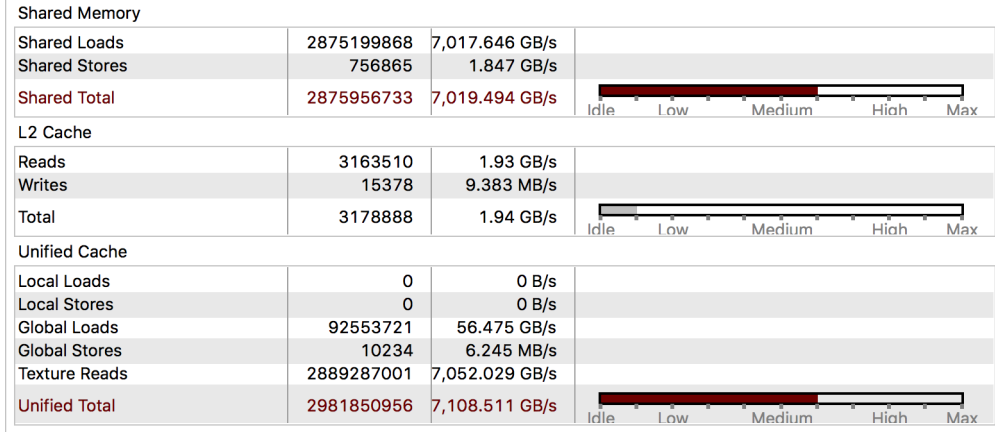 Shared Memory
Shared Loads 2875199868 7,017.646 GB/s
Shared Stores 756865 1.847 GB/s
Shared Total 2875956733 7,019.494 GB/s
Idle Low Medium High Max
L2 Cache
Reads 3163510 1.93 GB/s
Writes 15378 9.383 MB/s
Total 3178888 1.94 GB/s
Idle Low Medium High Max
Unified Cache
Local Loads 0 0 B/s
Local Stores 0 0 B/s
Global Loads 92553721 56.475 GB/s
Global Stores 10234 6.245 MB/s
Texture Reads 2889287001 7,052.029 GB/s
Unified Total 2981850956 7,108.511 GB/s
Idle Low Medium High Max